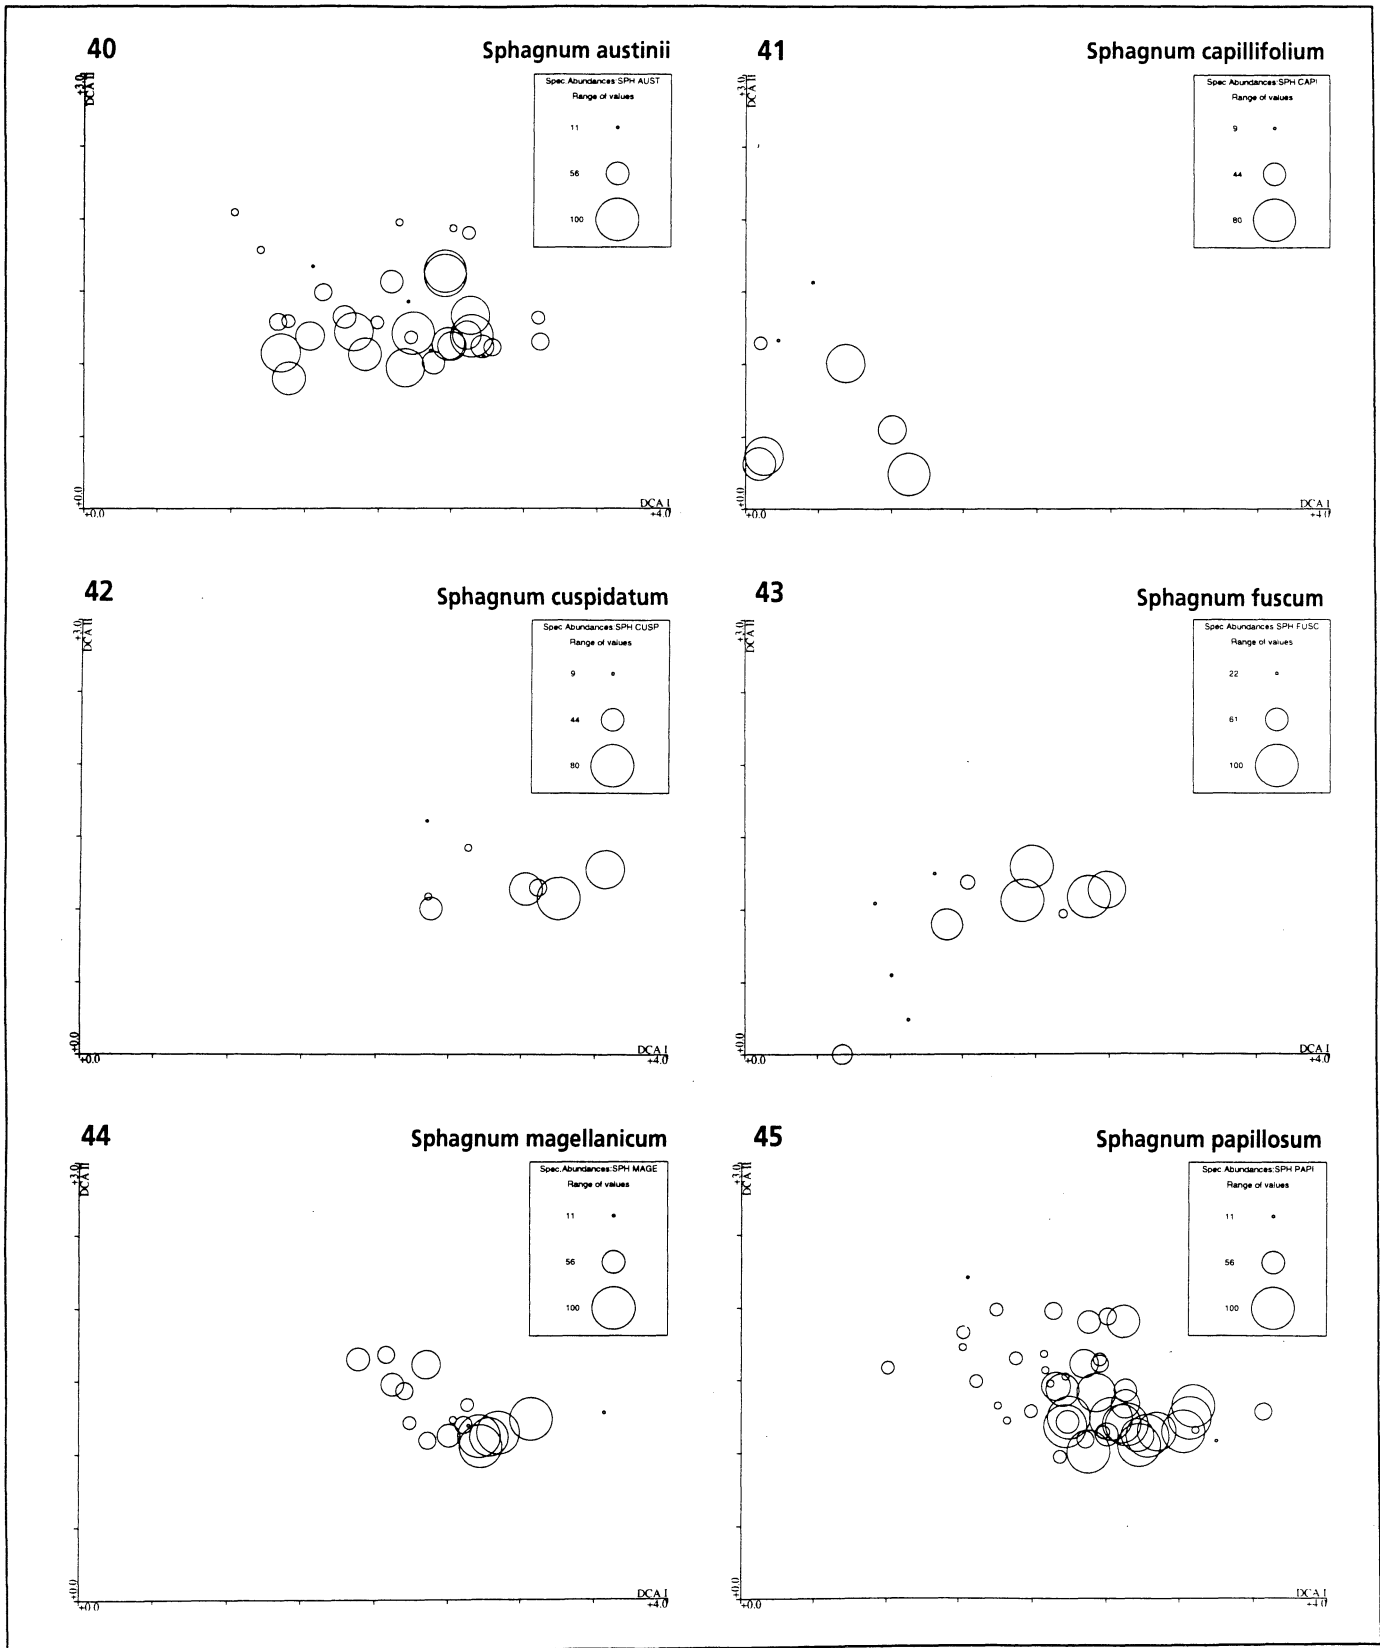 40
Sphagnum austinii
+3.0
DCA II
Spec. Abundances: SPH AUST
Range of values
11
56
100
+0.0
+0.0
DCA I
+4.0
41
Sphagnum capillifolium
+3.0
DCA II
Spec Abundances: SPH CAPI
Range of values
9
44
80
+0.0
+0.0
DCA I
+4.0
42
Sphagnum cuspidatum
+3.0
DCA II
Spec Abundances: SPH CUSP
Range of values
9
44
80
+0.0
+0.0
DCA I
+4.0
43
Sphagnum fuscum
+3.0
DCA II
Spec Abundances SPH FUSC
Range of values
22
61
100
+0.0
+0.0
DCA I
+4.0
44
Sphagnum magellanicum
+3.0
DCA II
Spec. Abundances: SPH MAGE
Range of values
11
56
100
+0.0
+0.0
DCA I
+4.0
45
Sphagnum papillosum
+3.0
DCA II
Spec Abundances: SPH PAPI
Range of values
11
56
100
+0.0
+0.0
DCA I
+4.0